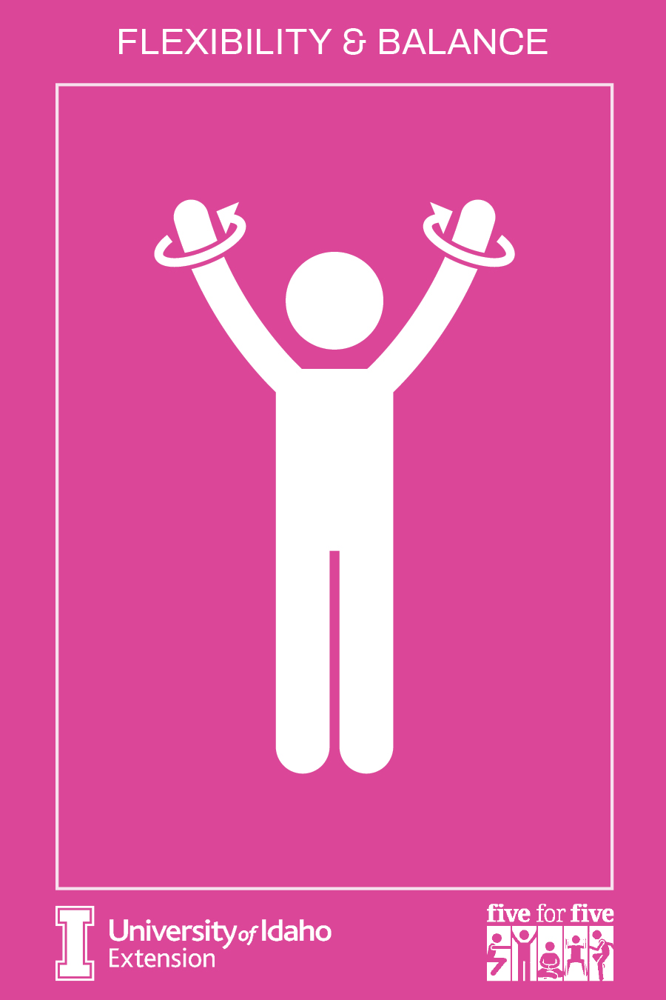 FLEXIBILITY & BALANCE
University of Idaho
Extension
five for five